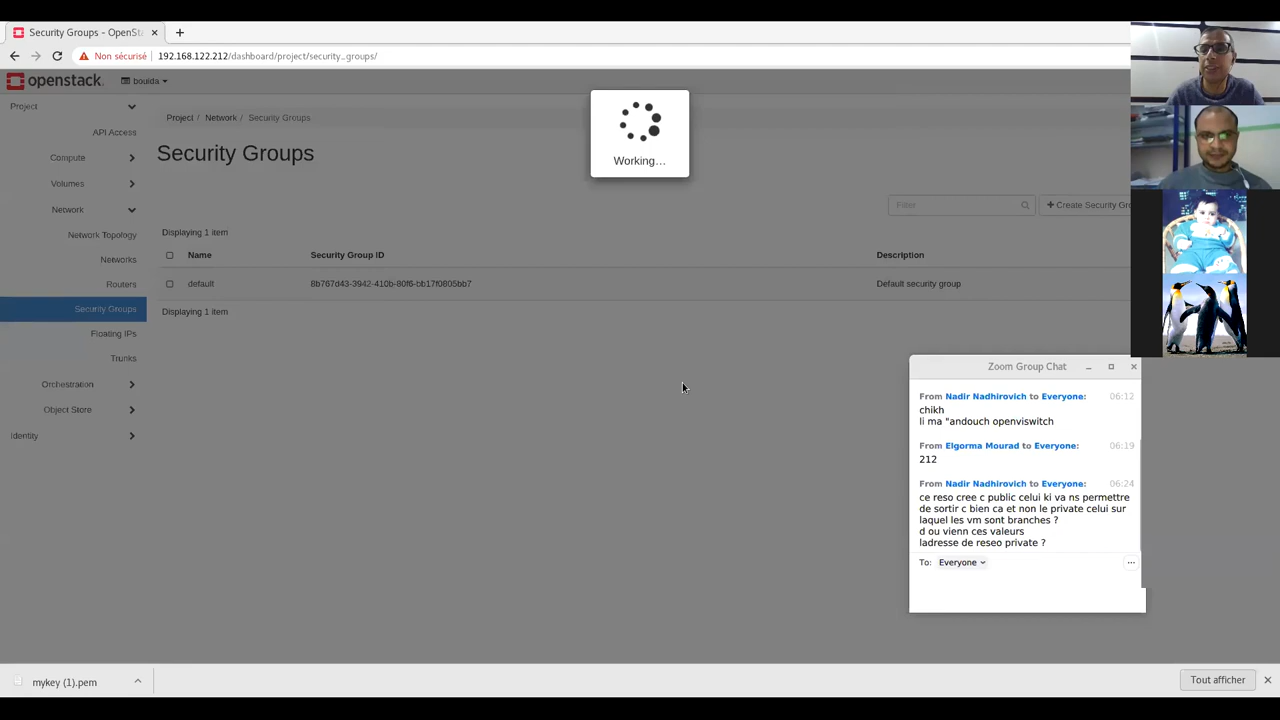 Security Groups - OpenSta
Non sécurisé 192.168.122.212/dashboard/project/security_groups/
openstack. bouida
Project
API Access
Compute
Volumes
Network
Network Topology
Networks
Routers
Security Groups
Floating IPs
Trunks
Orchestration
Object Store
Identity
Project / Network / Security Groups
Security Groups
Working...
Filter
+ Create Security Gro
Displaying 1 item
Name Security Group ID Description
default 8b767d43-3942-410b-80f6-bb17f0805bb7 Default security group
Displaying 1 item
Zoom Group Chat
From Nadir Nadhirovich to Everyone: 06:12
chikh
li ma "andouch openviswitch
From Elgorma Mourad to Everyone: 06:19
212
From Nadir Nadhirovich to Everyone: 06:24
ce reso cree c public celui ki va ns permettre
de sortir c bien ca et non le private celui sur
laquel les vm sont branches ?
d ou vienn ces valeurs
ladresse de reseo private ?
To: Everyone
mykey (1).pem
Tout afficher